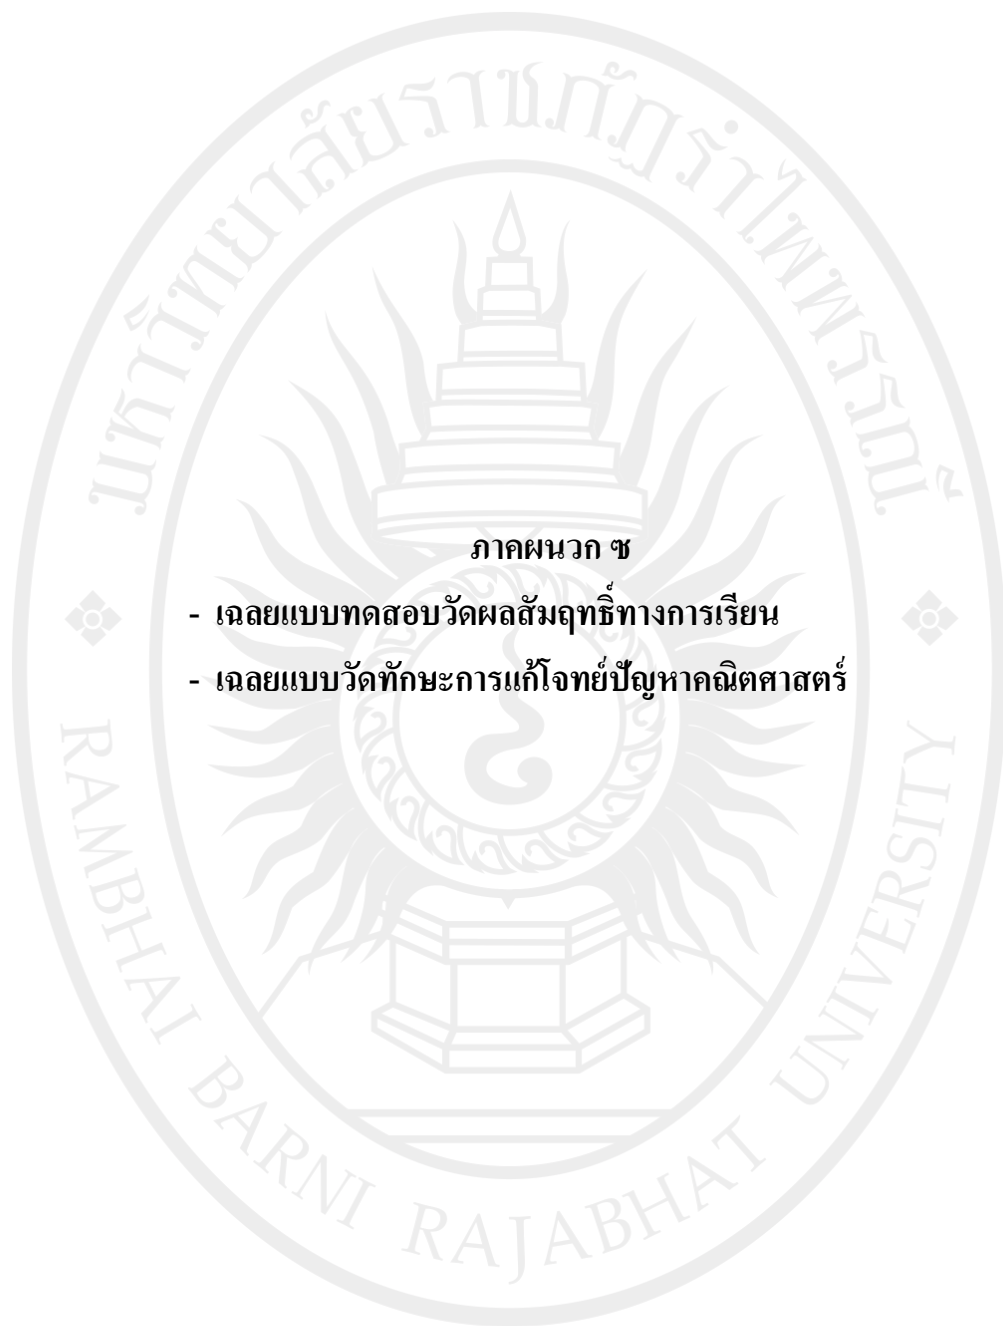 มหาวิทยาลัยราชภัฏรำไพพรรณี
ภาคผนวก ซ
- เฉลยแบบทดสอบวัดผลสัมฤทธิ์ทางการเรียน
- เฉลยแบบวัดทักษะการแก้โจทย์ปัญหาคณิตศาสตร์
RAMBHAI BARNI RAJABHAT UNIVERSITY